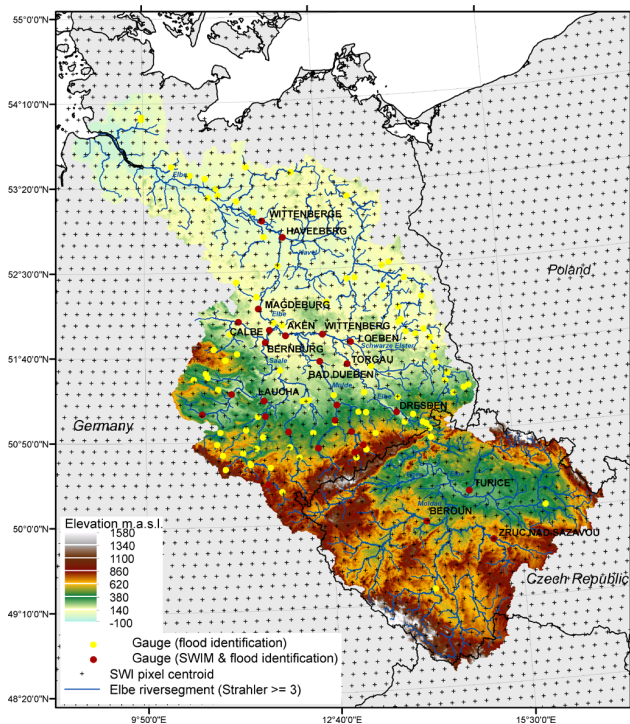 55°0'0"N
54°10'0"N
53°20'0"N
52°30'0"N
51°40'0"N
50°50'0"N
50°0'0"N
49°10'0"N
48°20'0"N
Elbe
WITTENBERGE
HAVELBERG
Havel
Poland
MAGDEBURG
Elbe
CALBE
AKEN
WITTENBERG
LOEBEN
BERNBURG
Schwarze Elster
Saale
TORGAU
BAD DUEBEN
Mulde
LAUCHA
Elbe
DRESDEN
Germany
TURICE
Moldau
BEROUN
ZRUC NAD SAZAVOU
Czech Republic
Elevation m.a.s.l.
1580
1340
1100
860
620
380
140
-100
Gauge (flood identification)
Gauge (SWIM & flood identification)
SWI pixel centroid
Elbe riversegment (Strahler >= 3)
9°50'0"E
12°40'0"E
15°30'0"E